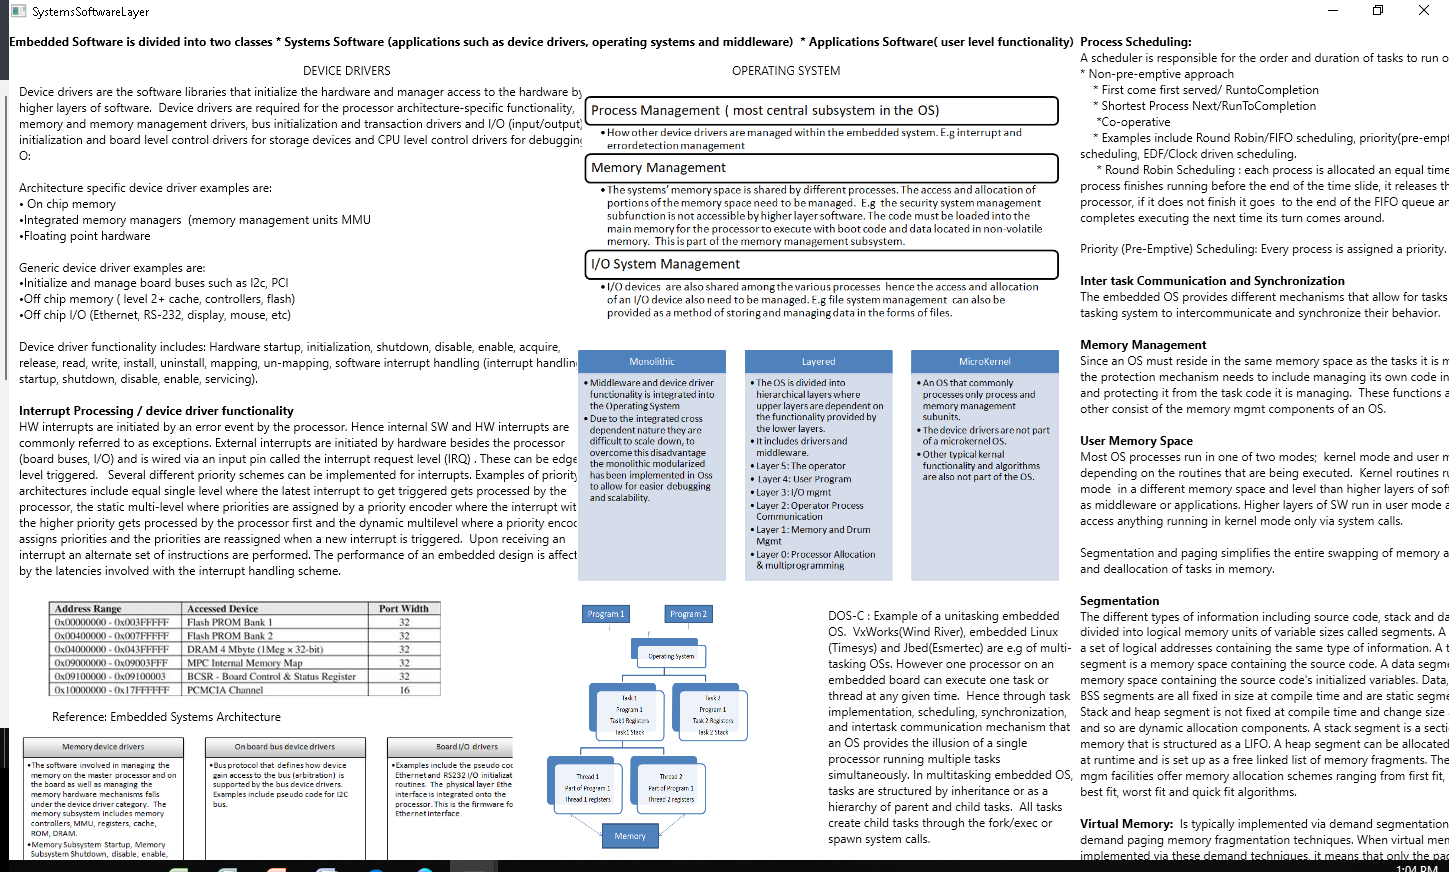 SystemsSoftwareLayer
Embedded Software is divided into two classes * Systems Software (applications such as device drivers, operating systems and middleware)  * Applications Software( user level functionality)
DEVICE DRIVERS
Device drivers are the software libraries that initialize the hardware and manager access to the hardware by
higher layers of software.  Device drivers are required for the processor architecture-specific functionality,
memory and memory management drivers, bus initialization and transaction drivers and I/O (input/output)
initialization and board level control drivers for storage devices and CPU level control drivers for debugging
O:
Architecture specific device driver examples are:
• On chip memory
•Integrated memory managers  (memory management units MMU
•Floating point hardware
Generic device driver examples are:
•Initialize and manage board buses such as I2c, PCI
•Off chip memory ( level 2+ cache, controllers, flash)
•Off chip I/O (Ethernet, RS-232, display, mouse, etc)
Device driver functionality includes: Hardware startup, initialization, shutdown, disable, enable, acquire,
release, read, write, install, uninstall, mapping, un-mapping, software interrupt handling (interrupt handling
startup, shutdown, disable, enable, servicing).
Interrupt Processing / device driver functionality
HW interrupts are initiated by an error event by the processor. Hence internal SW and HW interrupts are
commonly referred to as exceptions. External interrupts are initiated by hardware besides the processor
(board buses, I/O) and is wired via an input pin called the interrupt request level (IRQ) . These can be edge
level triggered.   Several different priority schemes can be implemented for interrupts. Examples of priority
architectures include equal single level where the latest interrupt to get triggered gets processed by the
processor, the static multi-level where priorities are assigned by a priority encoder where the interrupt wit
the higher priority gets processed by the processor first and the dynamic multilevel where a priority encoc
assigns priorities and the priorities are reassigned when a new interrupt is triggered.  Upon receiving an
interrupt an alternate set of instructions are performed. The performance of an embedded design is affect
by the latencies involved with the interrupt handling scheme.
Address Range Accessed Device Port Width
0x00000000 - 0x003FFFFF Flash PROM Bank 1 32
0x00400000 - 0x007FFFFF Flash PROM Bank 2 32
0x04000000 - 0x043FFFFF DRAM 4 Mbyte (1Meg × 32-bit) 32
0x09000000 - 0x09003FFF MPC Internal Memory Map 32
0x09100000 - 0x09100003 BCSR - Board Control & Status Register 32
0x10000000 - 0x17FFFFFF PCMCIA Channel 16
Reference: Embedded Systems Architecture
Memory device drivers
•The software involved in managing the
memory on the master processor and on
the board as well as managing the
memory hardware mechanisms falls
under the device driver category.  The
memory subsystem includes memory
controllers, MMU, registers, cache,
ROM, DRAM.
•Memory Subsystem Startup, Memory
Subsystem Shutdown, disable, enable,
On board bus device drivers
•Bus protocol that defines how device
gain access to the bus (arbitration) is
supported by the bus device drivers.
Examples include pseudo code for I2C
bus.
Board I/O drivers
•Examples include the pseudo coc
Ethernet and RS232 I/O initializat
routines.  The physical layer Ethe
interface is integrated onto the
processor. This is the firmware fo
Ethernet interface.
OPERATING SYSTEM
Process Management ( most central subsystem in the OS)
•How other device drivers are managed within the embedded system. E.g interrupt and
errordetection management
Memory Management
•The systems' memory space is shared by different processes. The access and allocation of
portions of the memory space need to be managed.  E.g  the security system management
subfunction is not accessible by higher layer software. The code must be loaded into the
main memory for the processor to execute with boot code and data located in non-volatile
memory.  This is part of the memory management subsystem.
I/O System Management
•I/O devices  are also shared among the various processes  hence the access and allocation
of an I/O device also need to be managed. E.g file system management  can also be
provided as a method of storing and managing data in the forms of files.
Monolithic
• Middleware and device driver
functionality is integrated into
the Operating System
• Due to the integrated cross
dependent nature they are
difficult to scale down, to
overcome this disadvantage
the monolithic modularized
has been implemented in Oss
to allow for easier debugging
and scalability.
Layered
• The OS is divided into
hierarchical layers where
upper layers are dependent on
the functionality provided by
the lower layers.
• It includes drivers and
middleware.
• Layer 5: The operator
•  Layer 4: User Program
• Layer 3: I/O mgmt
• Layer 2: Operator Process
Communication
• Layer 1: Memory and Drum
Mgmt
• Layer 0: Processor Allocation
& multiprogramming
MicroKernel
• An OS that commonly
processes only process and
memory management
subunits.
• The device drivers are not part
of a microkernel OS.
• Other typical kernal
functionality and algorithms
are also not part of the OS.
Program 1 Program 2
Operating System
Task 1
Program 1
Task1 Registers
Task1 Stack
Task 2
Program 1
Task 2 Registers
Task 2 Stack
Thread 1
Part of Program 1
Thread 1 registers
Thread 2
Part of Program 1
Thread 2 registers
Memory
DOS-C : Example of a unitasking embedded
OS.  VxWorks(Wind River), embedded Linux
(Timesys) and Jbed(Esmertec) are e.g of multi-
tasking OSs. However one processor on an
embedded board can execute one task or
thread at any given time.  Hence through task
implementation, scheduling, synchronization,
and intertask communication mechanism that
an OS provides the illusion of a single
processor running multiple tasks
simultaneously. In multitasking embedded OS,
tasks are structured by inheritance or as a
hierarchy of parent and child tasks.  All tasks
create child tasks through the fork/exec or
spawn system calls.
Process Scheduling:
A scheduler is responsible for the order and duration of tasks to run o
* Non-pre-emptive approach
* First come first served/ RuntoCompletion
* Shortest Process Next/RunToCompletion
*Co-operative
* Examples include Round Robin/FIFO scheduling, priority(pre-empt
scheduling, EDF/Clock driven scheduling.
* Round Robin Scheduling : each process is allocated an equal time
process finishes running before the end of the time slide, it releases th
processor, if it does not finish it goes  to the end of the FIFO queue an
completes executing the next time its turn comes around.
Priority (Pre-Emptive) Scheduling: Every process is assigned a priority.
Inter task Communication and Synchronization
The embedded OS provides different mechanisms that allow for tasks
tasking system to intercommunicate and synchronize their behavior.
Memory Management
Since an OS must reside in the same memory space as the tasks it is m
the protection mechanism needs to include managing its own code in
and protecting it from the task code it is managing.  These functions a
other consist of the memory mgmt components of an OS.
User Memory Space
Most OS processes run in one of two modes;  kernel mode and user m
depending on the routines that are being executed.  Kernel routines ru
mode  in a different memory space and level than higher layers of sof
as middleware or applications. Higher layers of SW run in user mode a
access anything running in kernel mode only via system calls.
Segmentation and paging simplifies the entire swapping of memory a
and deallocation of tasks in memory.
Segmentation
The different types of information including source code, stack and da
divided into logical memory units of variable sizes called segments. A
a set of logical addresses containing the same type of information. A t
segment is a memory space containing the source code. A data segme
memory space containing the source code's initialized variables. Data,
BSS segments are all fixed in size at compile time and are static segme
Stack and heap segment is not fixed at compile time and change size
and so are dynamic allocation components. A stack segment is a secti
memory that is structured as a LIFO. A heap segment can be allocated
at runtime and is set up as a free linked list of memory fragments. The
mgm facilities offer memory allocation schemes ranging from first fit,
best fit, worst fit and quick fit algorithms.
Virtual Memory:  Is typically implemented via demand segmentation
demand paging memory fragmentation techniques. When virtual men
implemented via these demand techniques, it means that only the pac
1:04 PM